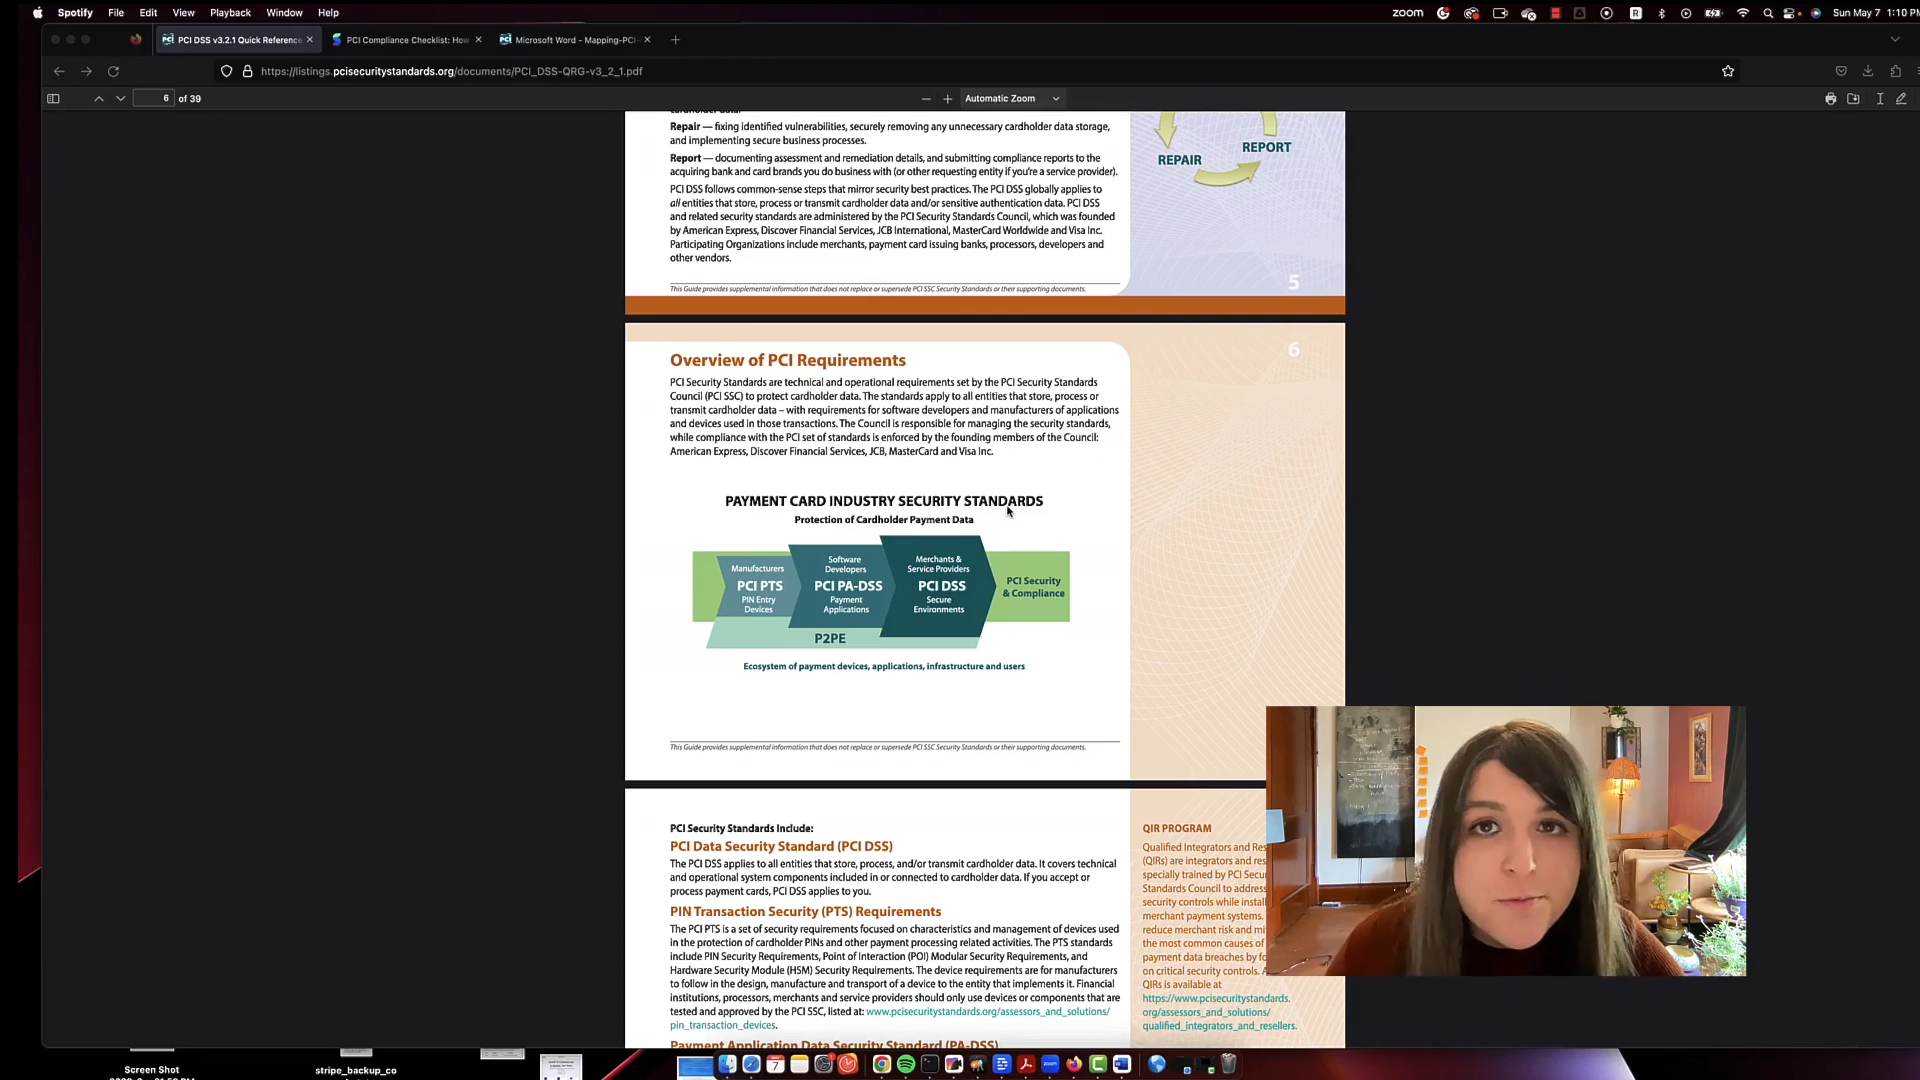 Spotify File Edit View Playback Window Help
zoom
Sun May 7 1:10 PM
PCI DSS v3.2.1 Quick Reference
PCI Compliance Checklist: How
Microsoft Word - Mapping-PCI-
https://listings.pcisecuritystandards.org/documents/PCI_DSS-QRG-v3_2_1.pdf
6 of 39
Automatic Zoom
cardholder data.
Repair — fixing identified vulnerabilities, securely removing any unnecessary cardholder data storage,
and implementing secure business processes.
Report — documenting assessment and remediation details, and submitting compliance reports to the
acquiring bank and card brands you do business with (or other requesting entity if you're a service provider).
PCI DSS follows common-sense steps that mirror security best practices. The PCI DSS globally applies to
all entities that store, process or transmit cardholder data and/or sensitive authentication data. PCI DSS
and related security standards are administered by the PCI Security Standards Council, which was founded
by American Express, Discover Financial Services, JCB International, MasterCard Worldwide and Visa Inc.
Participating Organizations include merchants, payment card issuing banks, processors, developers and
other vendors.
REPAIR
REPORT
This Guide provides supplemental information that does not replace or supersede PCI SSC Security Standards or their supporting documents.
5
6
Overview of PCI Requirements
PCI Security Standards are technical and operational requirements set by the PCI Security Standards
Council (PCI SSC) to protect cardholder data. The standards apply to all entities that store, process or
transmit cardholder data – with requirements for software developers and manufacturers of applications
and devices used in those transactions. The Council is responsible for managing the security standards,
while compliance with the PCI set of standards is enforced by the founding members of the Council:
American Express, Discover Financial Services, JCB, MasterCard and Visa Inc.
PAYMENT CARD INDUSTRY SECURITY STANDARDS
Protection of Cardholder Payment Data
Manufacturers
PCI PTS
PIN Entry
Devices
Software
Developers
PCI PA-DSS
Payment
Applications
Merchants &
Service Providers
PCI DSS
Secure
Environments
PCI Security
& Compliance
P2PE
Ecosystem of payment devices, applications, infrastructure and users
This Guide provides supplemental information that does not replace or supersede PCI SSC Security Standards or their supporting documents.
PCI Security Standards Include:
PCI Data Security Standard (PCI DSS)
The PCI DSS applies to all entities that store, process, and/or transmit cardholder data. It covers technical
and operational system components included in or connected to cardholder data. If you accept or
process payment cards, PCI DSS applies to you.
PIN Transaction Security (PTS) Requirements
The PCI PTS is a set of security requirements focused on characteristics and management of devices used
in the protection of cardholder PINs and other payment processing related activities. The PTS standards
include PIN Security Requirements, Point of Interaction (POI) Modular Security Requirements, and
Hardware Security Module (HSM) Security Requirements. The device requirements are for manufacturers
to follow in the design, manufacture and transport of a device to the entity that implements it. Financial
institutions, processors, merchants and service providers should only use devices or components that are
tested and approved by the PCI SSC, listed at: www.pcisecuritystandards.org/assessors_and_solutions/
pin_transaction_devices.
Payment Application Data Security Standard (PA-DSS)
QIR PROGRAM
Qualified Integrators and Res
(QIRs) are integrators and res
specially trained by PCI Secur
Standards Council to address
security controls while install
merchant payment systems.
reduce merchant risk and mi
the most common causes of
payment data breaches by fo
on critical security controls. A
QIRs is available at
https://www.pcisecuritystandards.
org/assessors_and_solutions/
qualified_integrators_and_resellers.
Screen Shot
stripe_backup_co